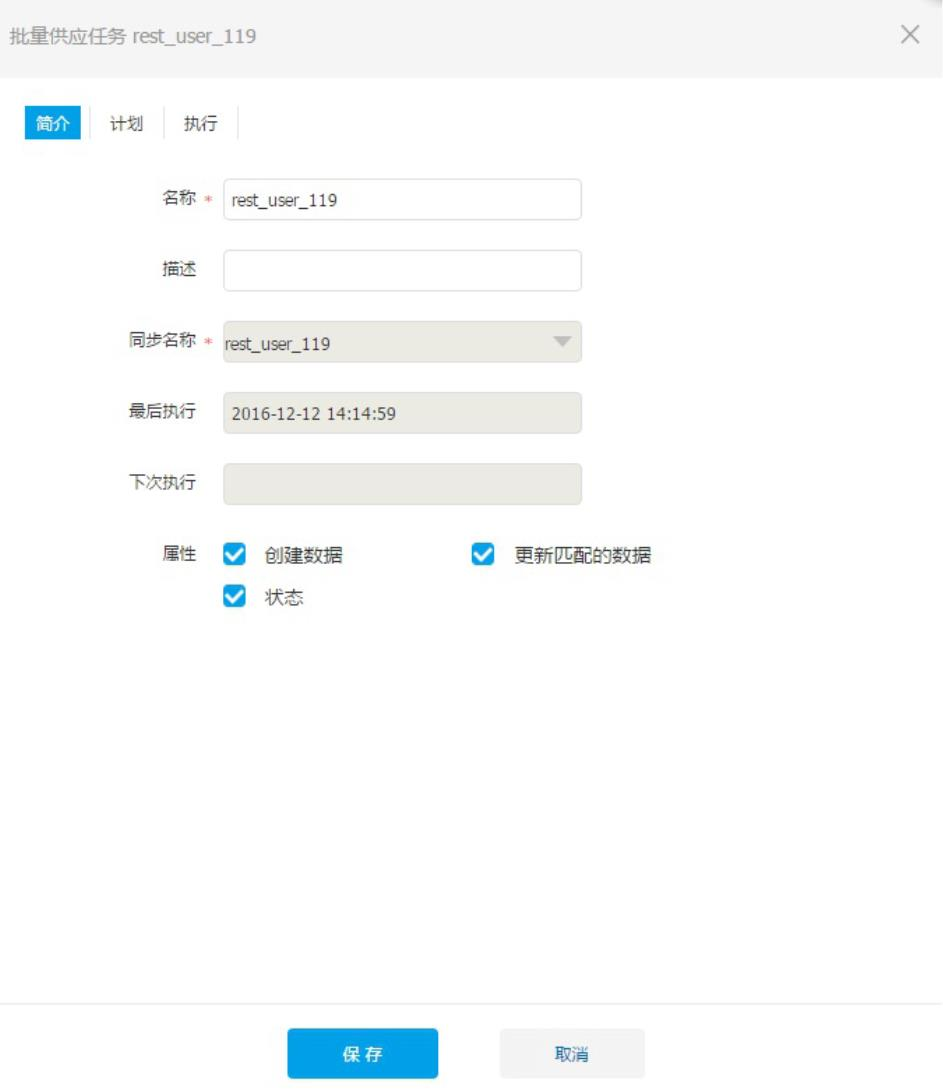 批量供应任务 rest_user_119
简介 计划 执行
名称 * rest_user_119
描述
同步名称 * rest_user_119
最后执行 2016-12-12 14:14:59
下次执行
属性 创建数据 更新匹配的数据
状态
保存 取消